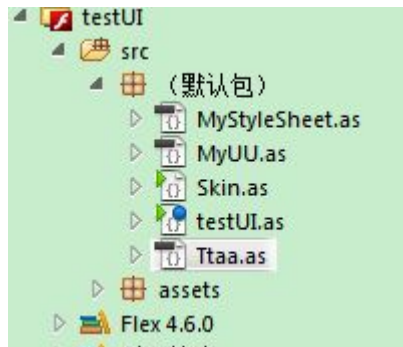 testUI
src
（默认包）
MyStyleSheet.as
MyUU.as
Skin.as
testUI.as
Ttaa.as
assets
Flex 4.6.0